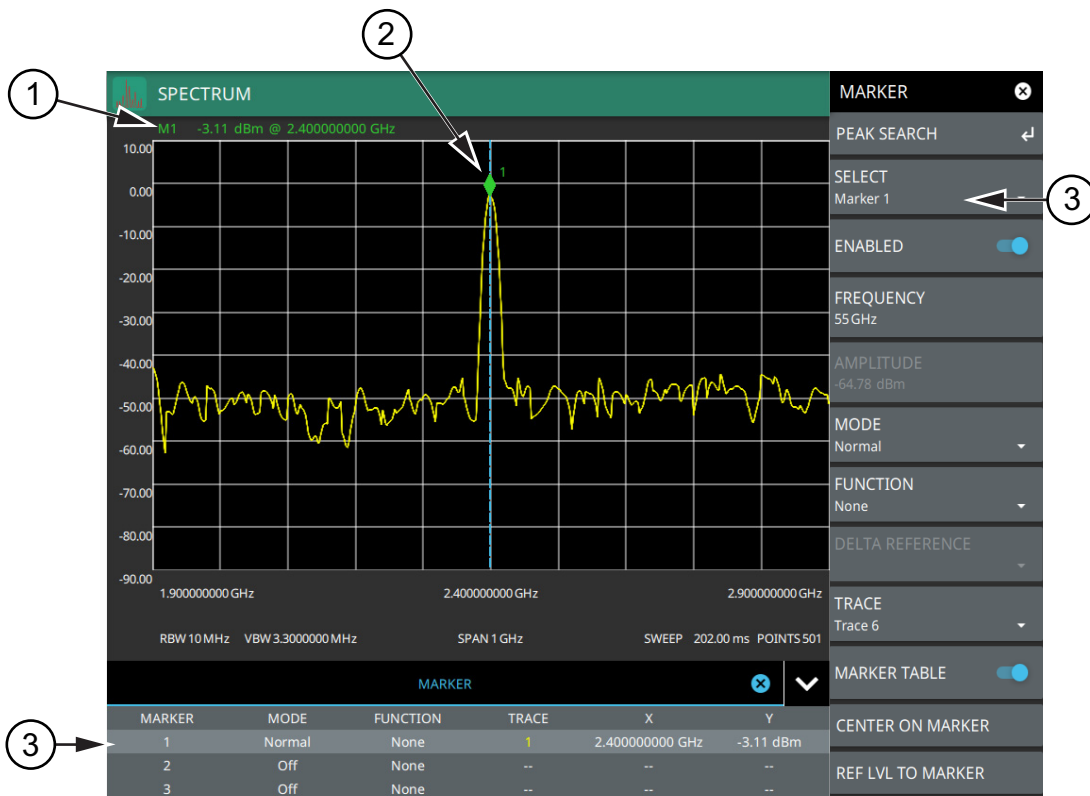 2
1
SPECTRUM
M1 -3.11 dBm @ 2.400000000 GHz
1
10.00
0.00
-10.00
-20.00
-30.00
-40.00
-50.00
-60.00
-70.00
-80.00
-90.00
1.900000000 GHz 2.400000000 GHz 2.900000000 GHz
RBW 10 MHz VBW 3.3000000 MHz SPAN 1 GHz SWEEP 202.00 ms POINTS 501
MARKER
MARKER MODE FUNCTION TRACE X Y
1 Normal None 1 2.400000000 GHz -3.11 dBm
2 Off None -- -- --
3 Off None -- -- --
3
MARKER
PEAK SEARCH
SELECT
Marker 1
3
ENABLED
FREQUENCY
55 GHz
AMPLITUDE
-64.78 dBm
MODE
Normal
FUNCTION
None
DELTA REFERENCE
TRACE
Trace 6
MARKER TABLE
CENTER ON MARKER
REF LVL TO MARKER